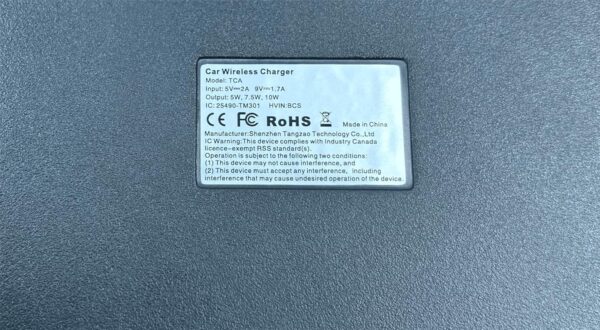 Car Wireless Charger
Model: TCA
Input: 5V⎓2A 9V⎓1.7A
Output: 5W, 7.5W, 10W
IC: 25490-TM301 HVIN:BCS
CE FC RoHS Made in China
Manufacturer:Shenzhen Tangzao Technology Co.,Ltd
IC Warning:This device complies with Industry Canada
licence-exempt RSS standard(s).
Operation is subject to the following two conditions:
(1) This device may not cause interference, and
(2) This device must accept any interference, including
interference that may cause undesired operation of the device.